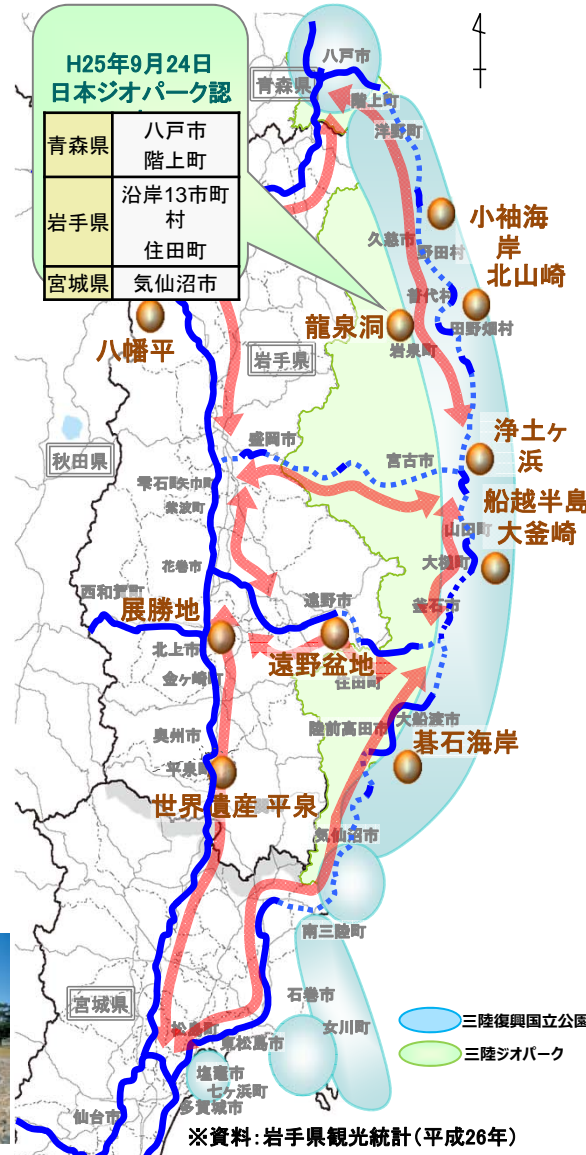 H25年9月24日
日本ジオパーク認
青森県
八戸市
階上町
岩手県
沿岸13市町
村
住田町
宮城県
気仙沼市
八戸市
青森県
階上町
洋野町
久慈市
野田村
小袖海
岸
北山崎
普代村
田野畑村
龍泉洞
岩泉町
八幡平
岩手県
盛岡市
秋田県
宮古市
浄土ヶ
浜
雫石町
矢巾町
紫波町
船越半島
大釜崎
山田町
大槌町
花巻市
西和賀町
遠野市
釜石市
展勝地
遠野盆地
北上市
住田町
金ヶ崎町
大船渡市
陸前高田市
奥州市
碁石海岸
平泉町
世界遺産 平泉
気仙沼市
南三陸町
宮城県
石巻市
女川町
三陸復興国立公園
松島町
東松島市
三陸ジオパーク
塩竈市
七ヶ浜町
多賀城市
仙台市
※資料:岩手県観光統計(平成26年)